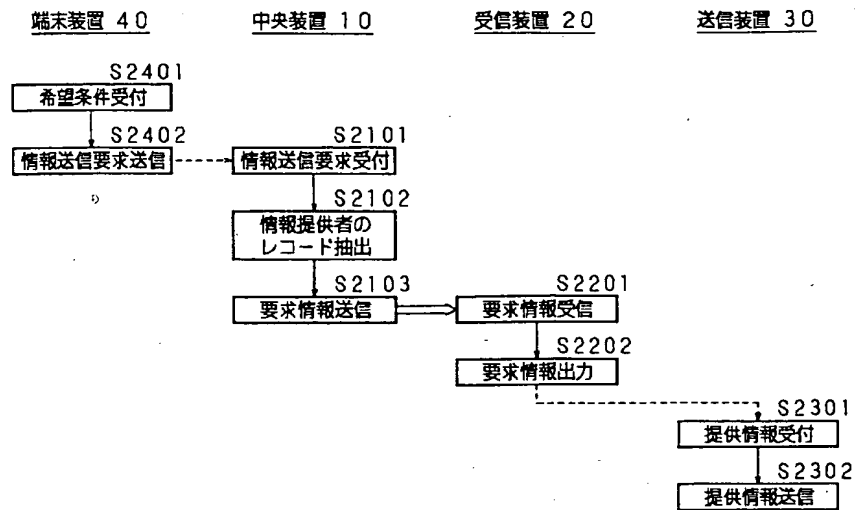 端末装置 40
中央装置 10
受信装置 20
送信装置 30
S2401
希望条件受付
S2402
情報送信要求送信
S2101
情報送信要求受付
S2102
情報提供者の
レコード抽出
S2103
要求情報送信
S2201
要求情報受信
S2202
要求情報出力
S2301
提供情報受付
S2302
提供情報送信